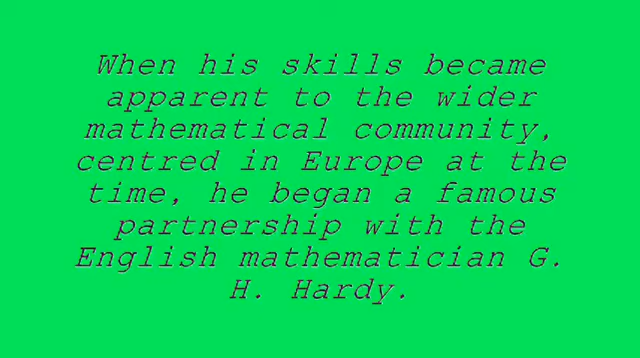 When his skills became
apparent to the wider
mathematical community,
centred in Europe at the
time, he began a famous
partnership with the
English mathematician G.
H. Hardy.